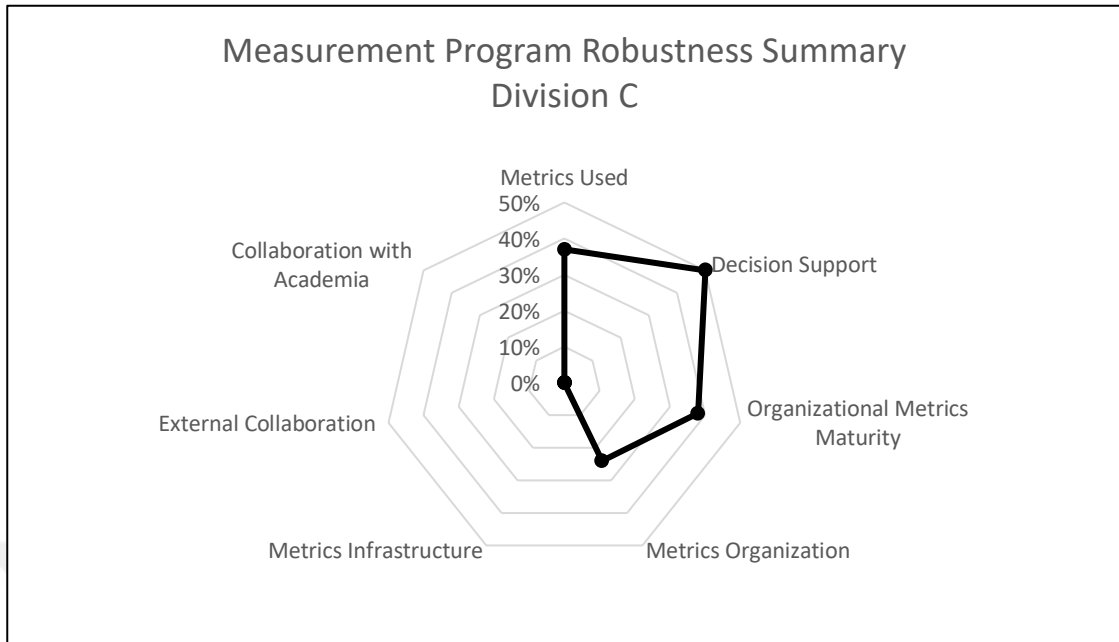 Measurement Program Robustness Summary
Division C
Metrics Used
50%
40%
30%
20%
10%
0%
Decision Support
Organizational Metrics
Maturity
Metrics Organization
Metrics Infrastructure
External Collaboration
Collaboration with
Academia